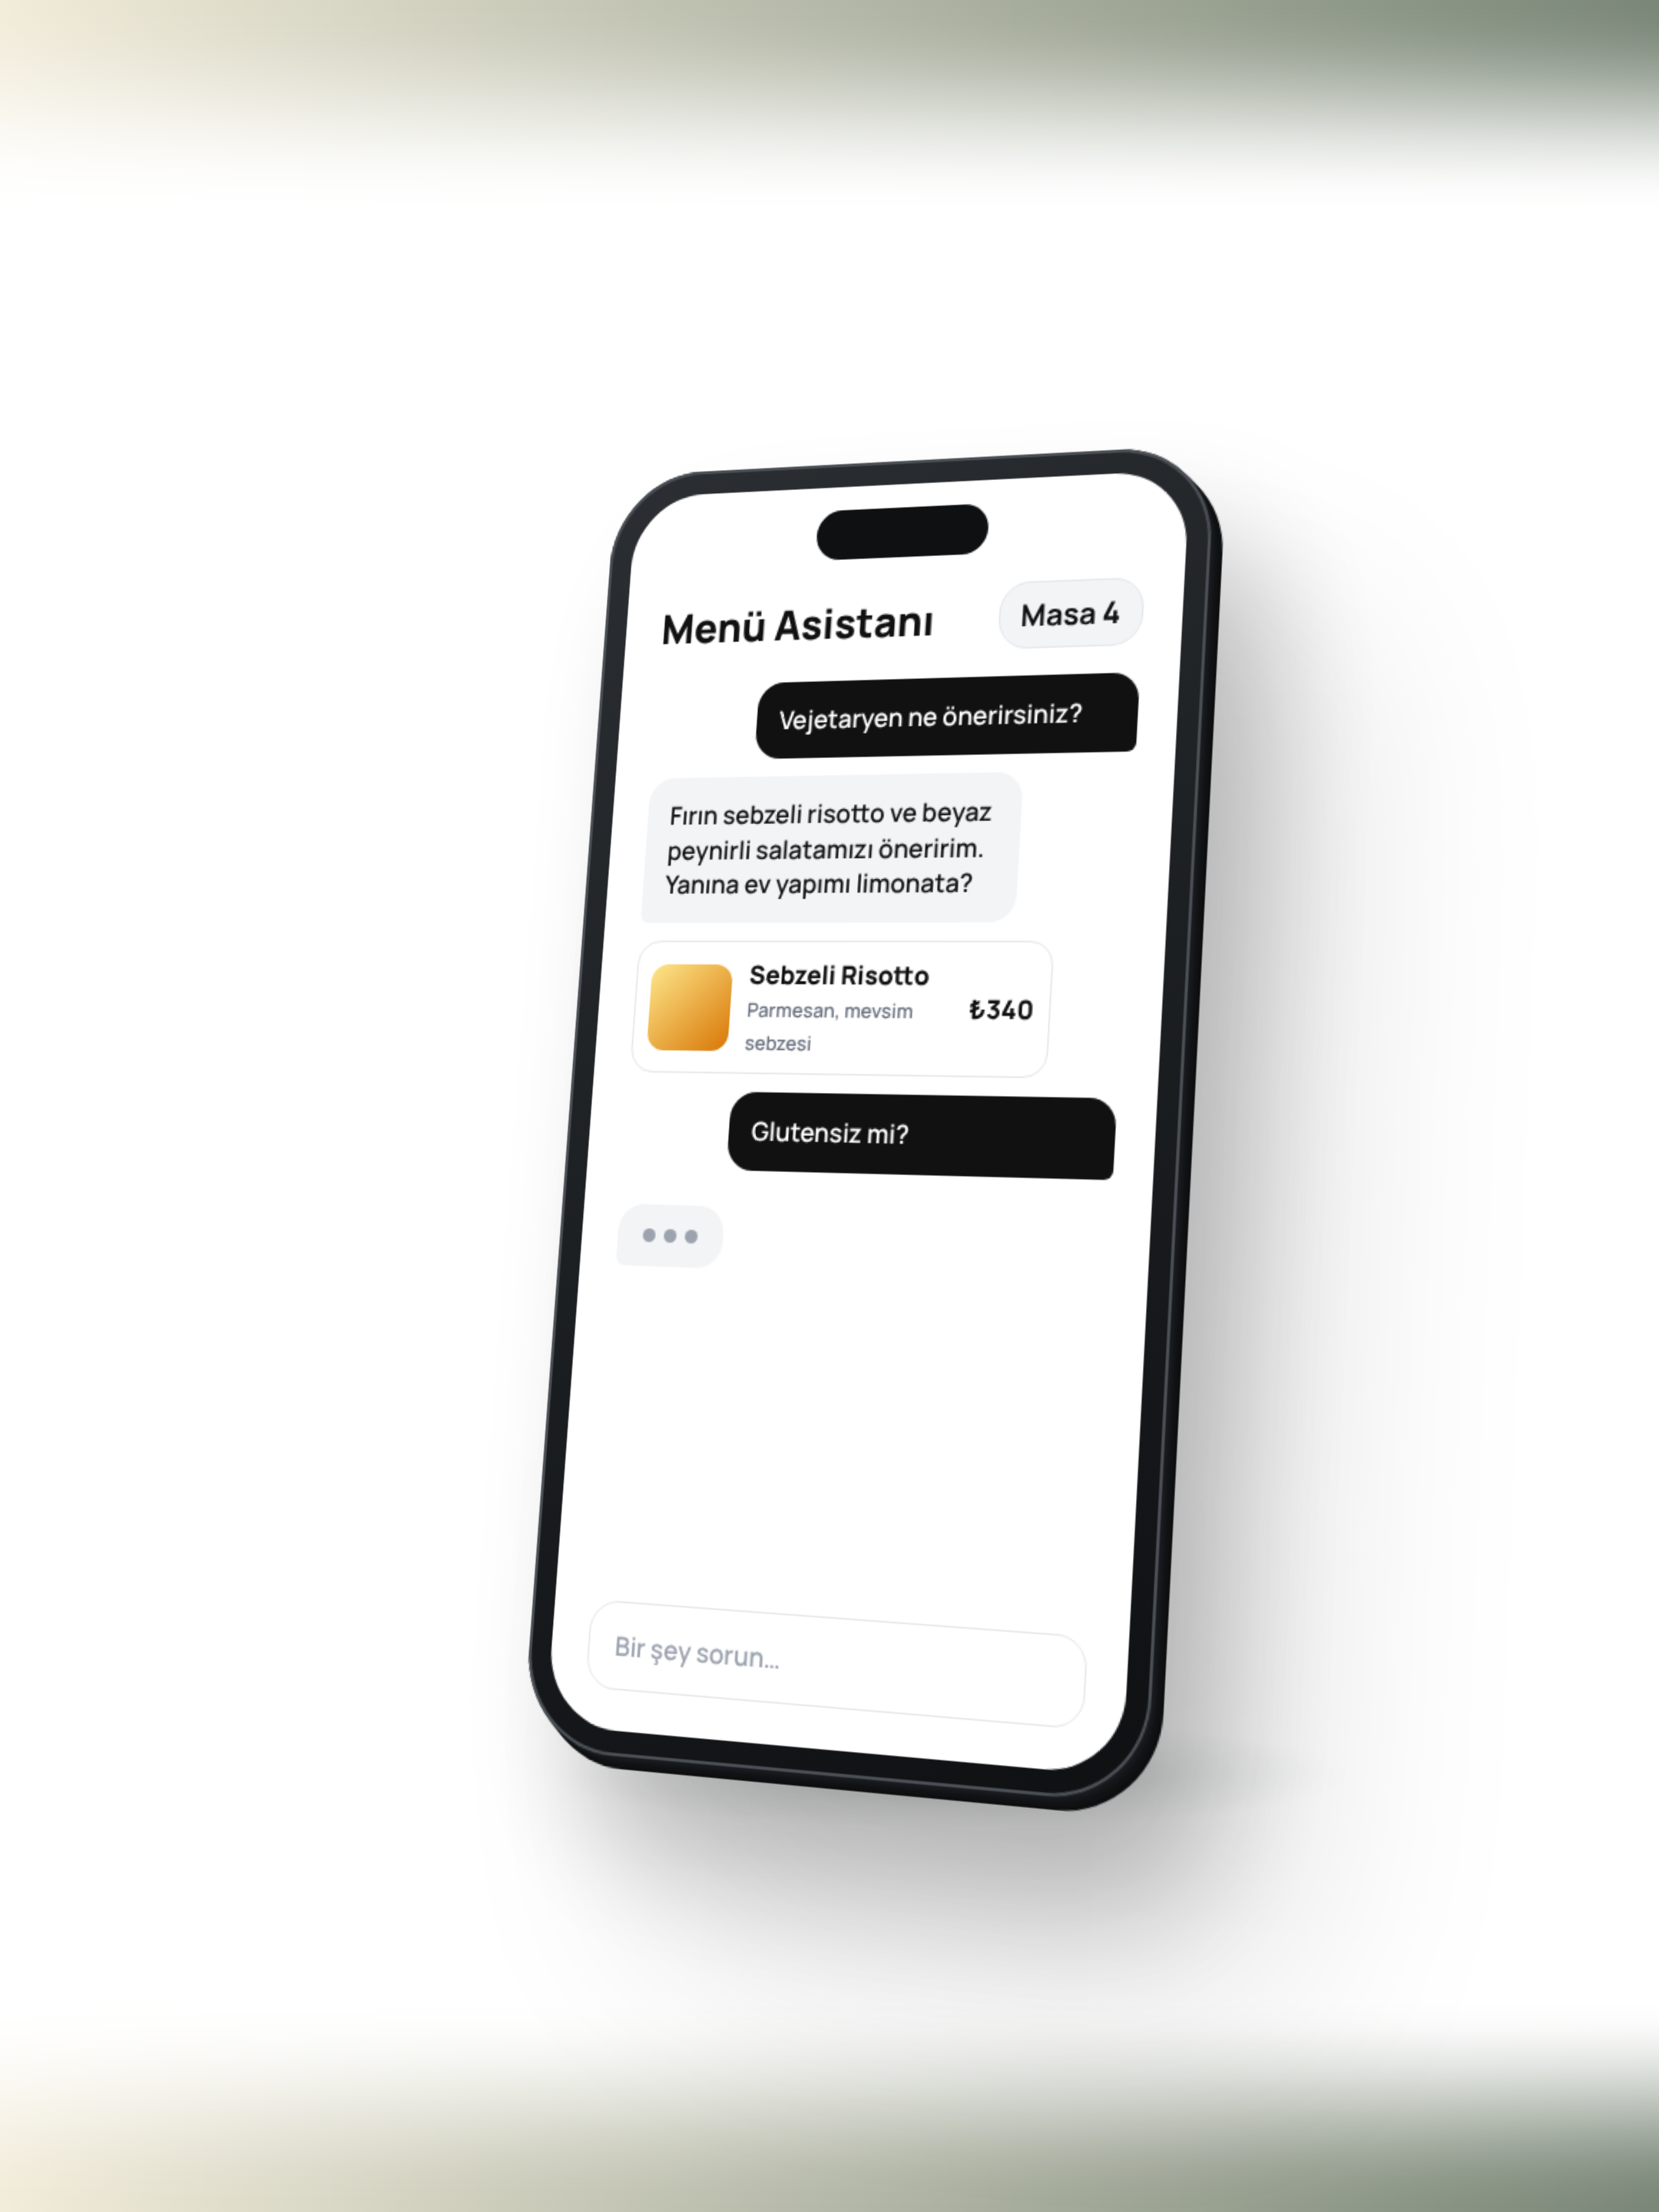 Menü Asistanı
Masa 4
Vejetaryen ne önerirsiniz?
Fırın sebzeli risotto ve beyaz
peynirli salatamızı öneririm.
Yanına ev yapımı limonata?
Sebzeli Risotto
Parmesan, mevsim
sebzesi
₺340
Glutensiz mi?
Bir şey sorun...